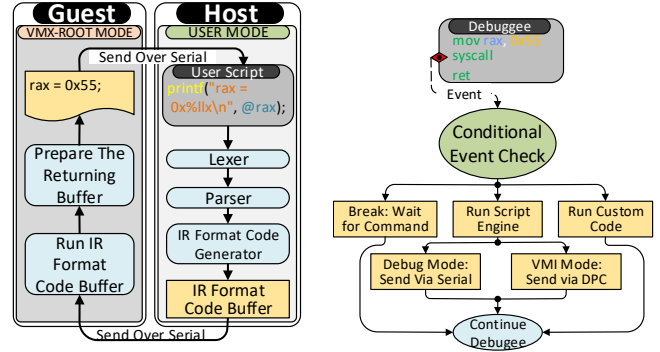 Guest
VMX-ROOT MODE
Host
USER MODE
Send Over Serial
rax = 0x55;
Prepare The
Returning
Buffer
Run IR
Format
Code Buffer
User Script
printf("rax =
0x%llx\n", @rax);
Lexer
Parser
IR Format Code
Generator
IR Format
Code Buffer
Send Over Serial
Debuggee
mov rax, 0x55
syscall
ret
Event
Conditional
Event Check
Break: Wait
for Command
Run Script
Engine
Run Custom
Code
Debug Mode:
Send Via Serial
VMI Mode:
Send via DPC
Continue
Debugee